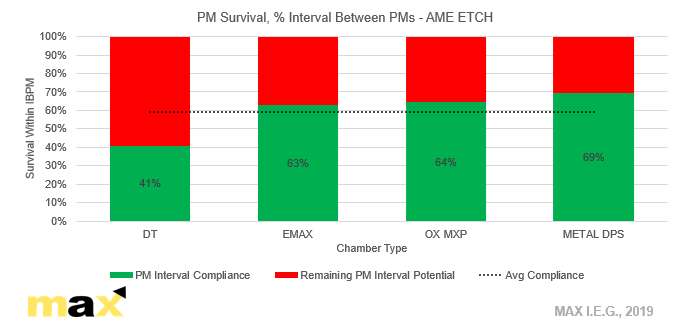 PM Survival, % Interval Between PMs - AME ETCH
Survival Within IBPM
100%
90%
80%
70%
60%
50%
40%
30%
20%
10%
0%
41%
63%
64%
69%
DT EMAX OX MXP METAL DPS
Chamber Type
PM Interval Compliance Remaining PM Interval Potential Avg Compliance
max
MAX I.E.G., 2019